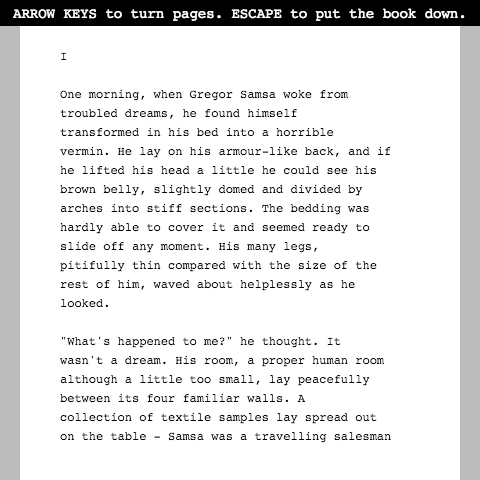 ARROW KEYS to turn pages. ESCAPE to put the book down.
I
One morning, when Gregor Samsa woke from
troubled dreams, he found himself
transformed in his bed into a horrible
vermin. He lay on his armour-like back, and if
he lifted his head a little he could see his
brown belly, slightly domed and divided by
arches into stiff sections. The bedding was
hardly able to cover it and seemed ready to
slide off any moment. His many legs,
pitifully thin compared with the size of the
rest of him, waved about helplessly as he
looked.
"What's happened to me?" he thought. It
wasn't a dream. His room, a proper human room
although a little too small, lay peacefully
between its four familiar walls. A
collection of textile samples lay spread out
on the table - Samsa was a travelling salesman